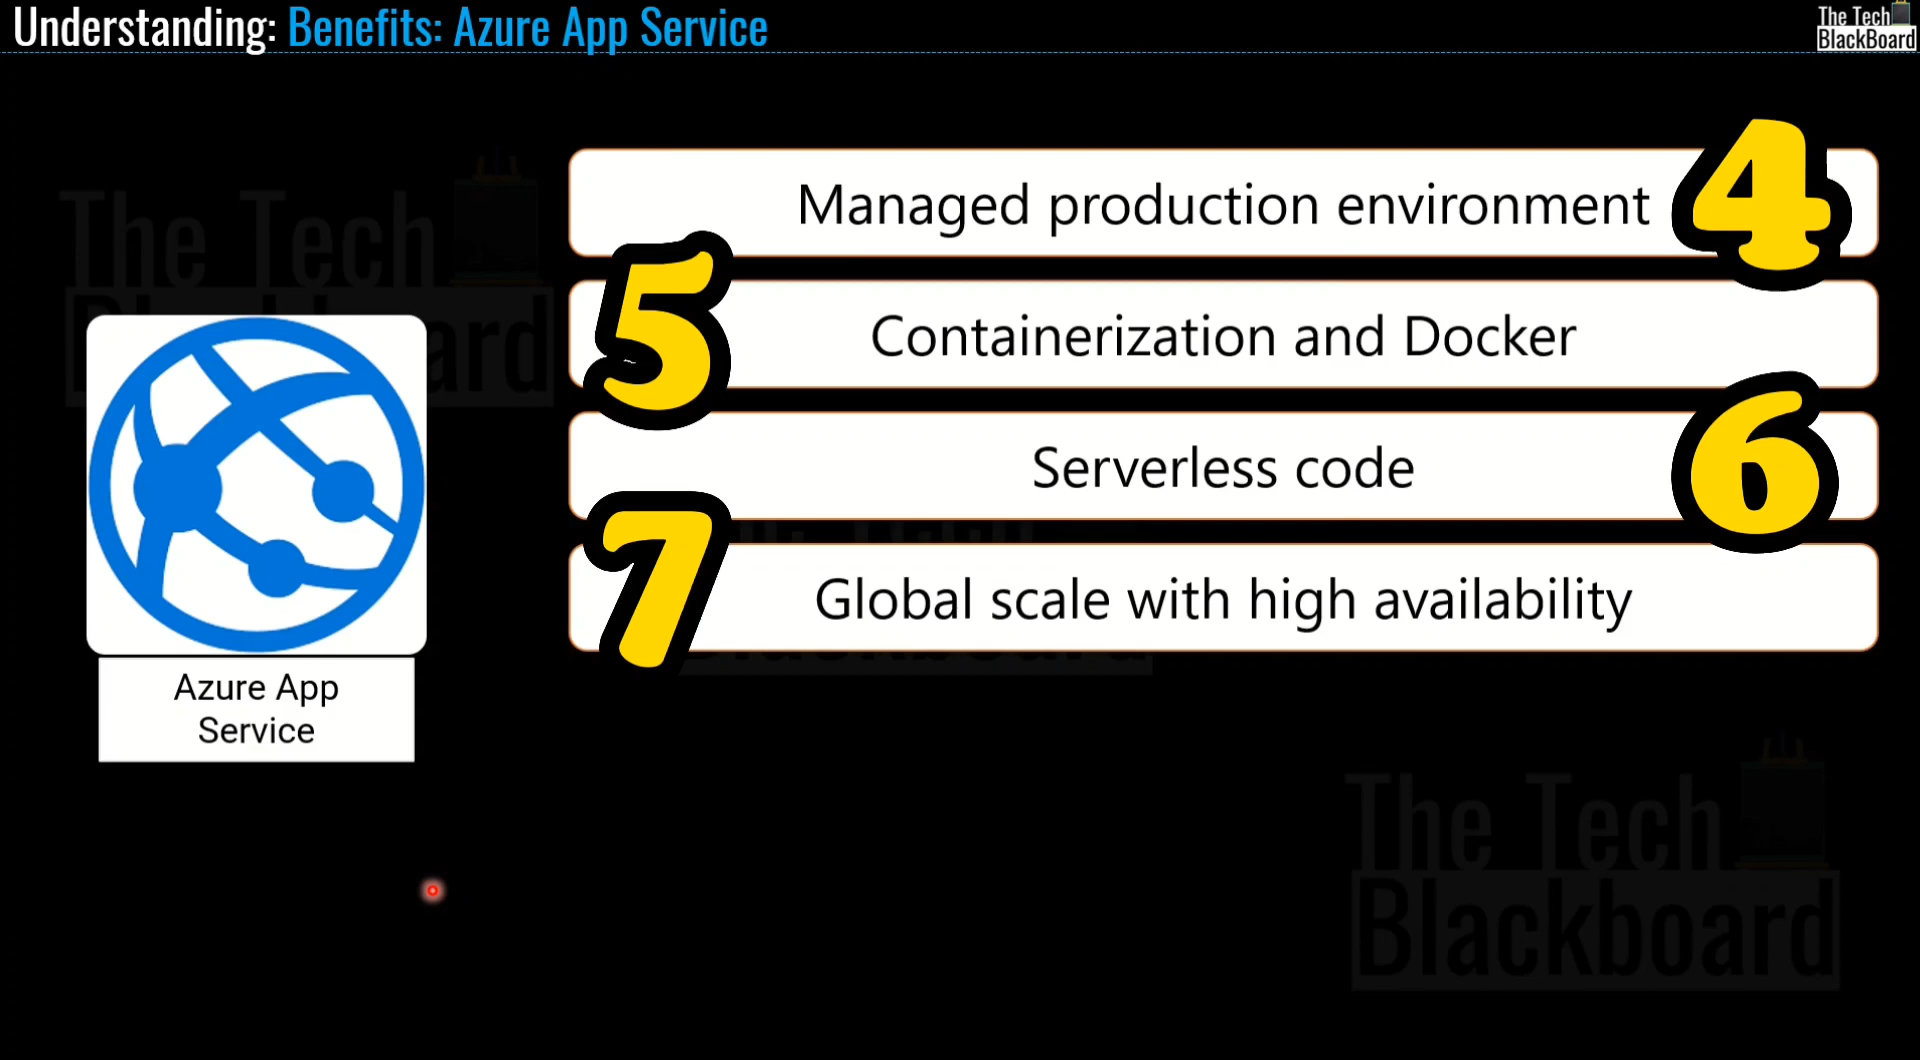 Understanding: Benefits: Azure App Service
The Tech
BlackBoard
Managed production environment
4
5
Containerization and Docker
Serverless code
6
7
Global scale with high availability
Azure App
Service
The Tech
Blackboard